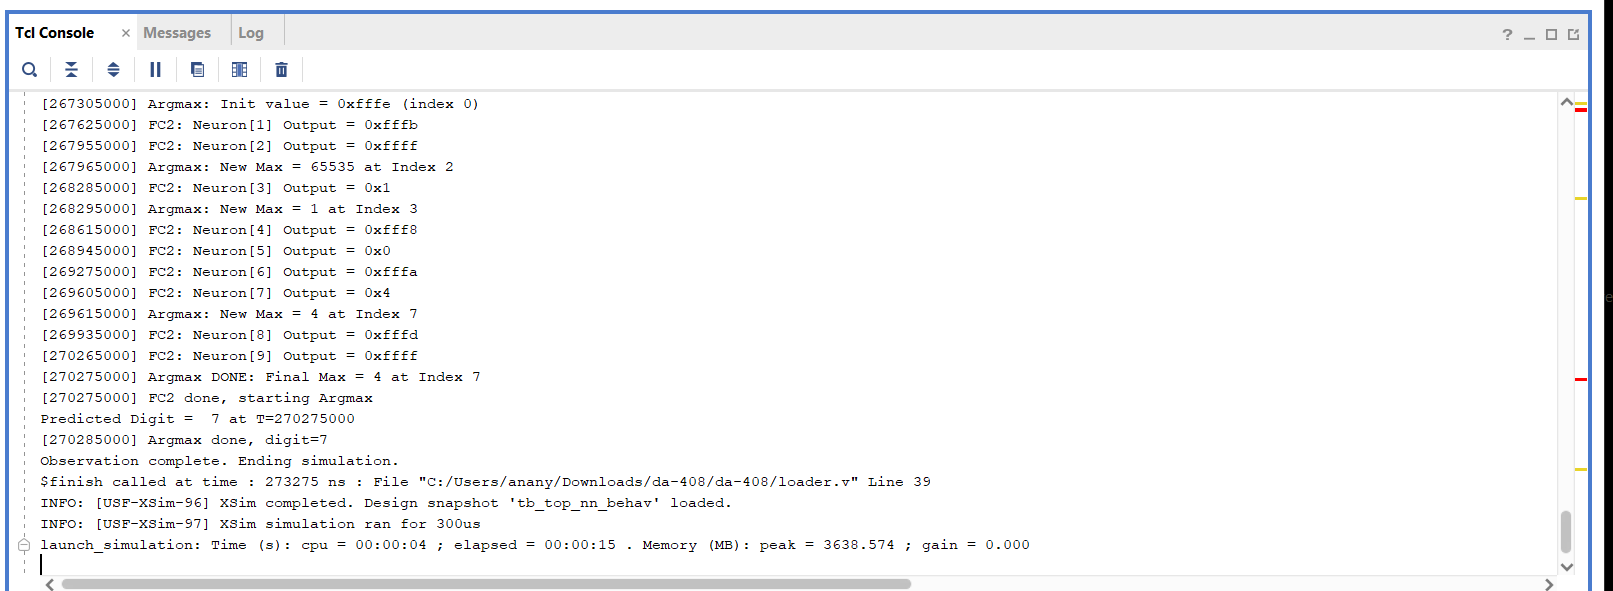 Tcl Console × Messages Log ?
[267305000] Argmax: Init value = 0xfffe (index 0)
[267625000] FC2: Neuron[1] Output = 0xfffb
[267955000] FC2: Neuron[2] Output = 0xffff
[267965000] Argmax: New Max = 65535 at Index 2
[268285000] FC2: Neuron[3] Output = 0x1
[268295000] Argmax: New Max = 1 at Index 3
[268615000] FC2: Neuron[4] Output = 0xfff8
[268945000] FC2: Neuron[5] Output = 0x0
[269275000] FC2: Neuron[6] Output = 0xfffa
[269605000] FC2: Neuron[7] Output = 0x4
[269615000] Argmax: New Max = 4 at Index 7
[269935000] FC2: Neuron[8] Output = 0xfffd
[270265000] FC2: Neuron[9] Output = 0xffff
[270275000] Argmax DONE: Final Max = 4 at Index 7
[270275000] FC2 done, starting Argmax
Predicted Digit =  7 at T=270275000
[270285000] Argmax done, digit=7
Observation complete. Ending simulation.
$finish called at time : 273275 ns : File "C:/Users/anany/Downloads/da-408/da-408/loader.v" Line 39
INFO: [USF-XSim-96] XSim completed. Design snapshot 'tb_top_nn_behav' loaded.
INFO: [USF-XSim-97] XSim simulation ran for 300us
launch_simulation: Time (s): cpu = 00:00:04 ; elapsed = 00:00:15 . Memory (MB): peak = 3638.574 ; gain = 0.000